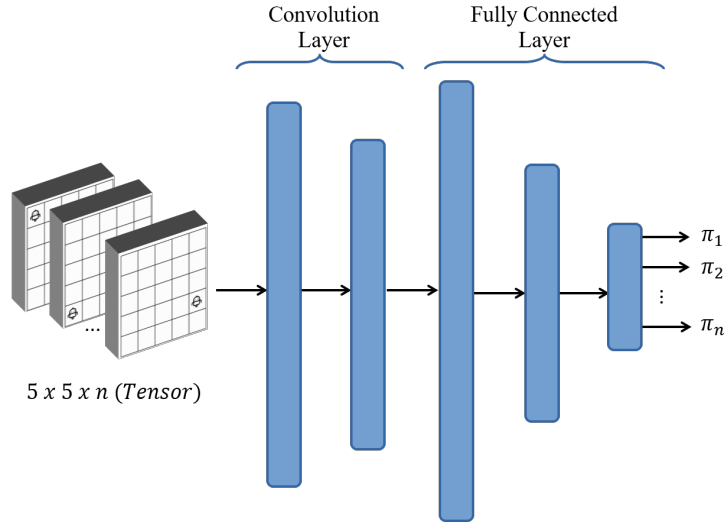 Convolution
Layer
Fully Connected
Layer
π₁
π₂
⋮
πₙ
...
5 x 5 x n (Tensor)